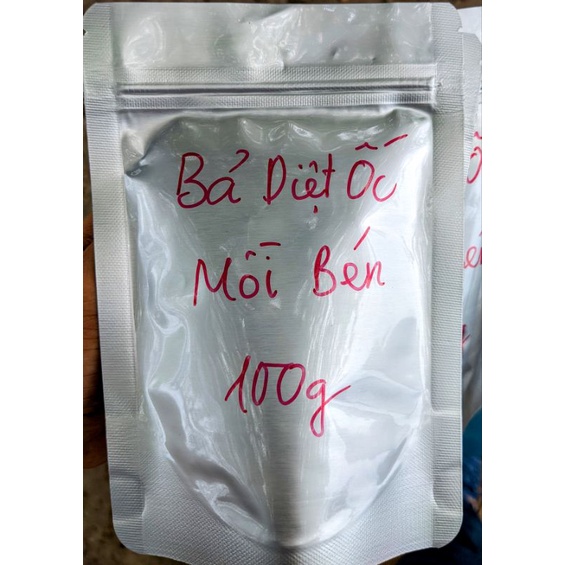 Bả Diệt Ốc
Mồi Bén
100g